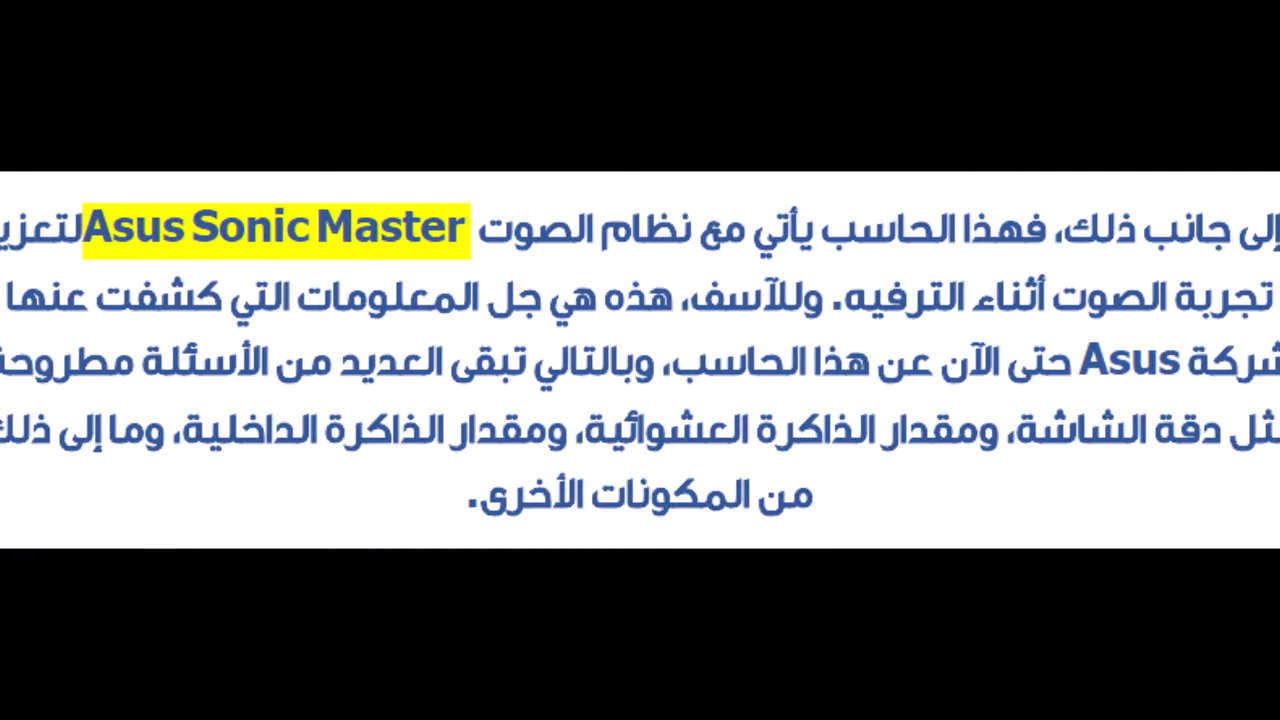 إلى جانب ذلك، فهذا الحاسب يأتي مع نظام الصوت Asus Sonic Master لتعزيز
تجربة الصوت أثناء الترفيه. وللآسف، هذه هي جل المعلومات التي كشفت عنها
شركة Asus حتى الآن عن هذا الحاسب، وبالتالي تبقى العديد من الأسئلة مطروحة
مثل دقة الشاشة، ومقدار الذاكرة العشوائية، ومقدار الذاكرة الداخلية، وما إلى ذلك
من المكونات الأخرى.